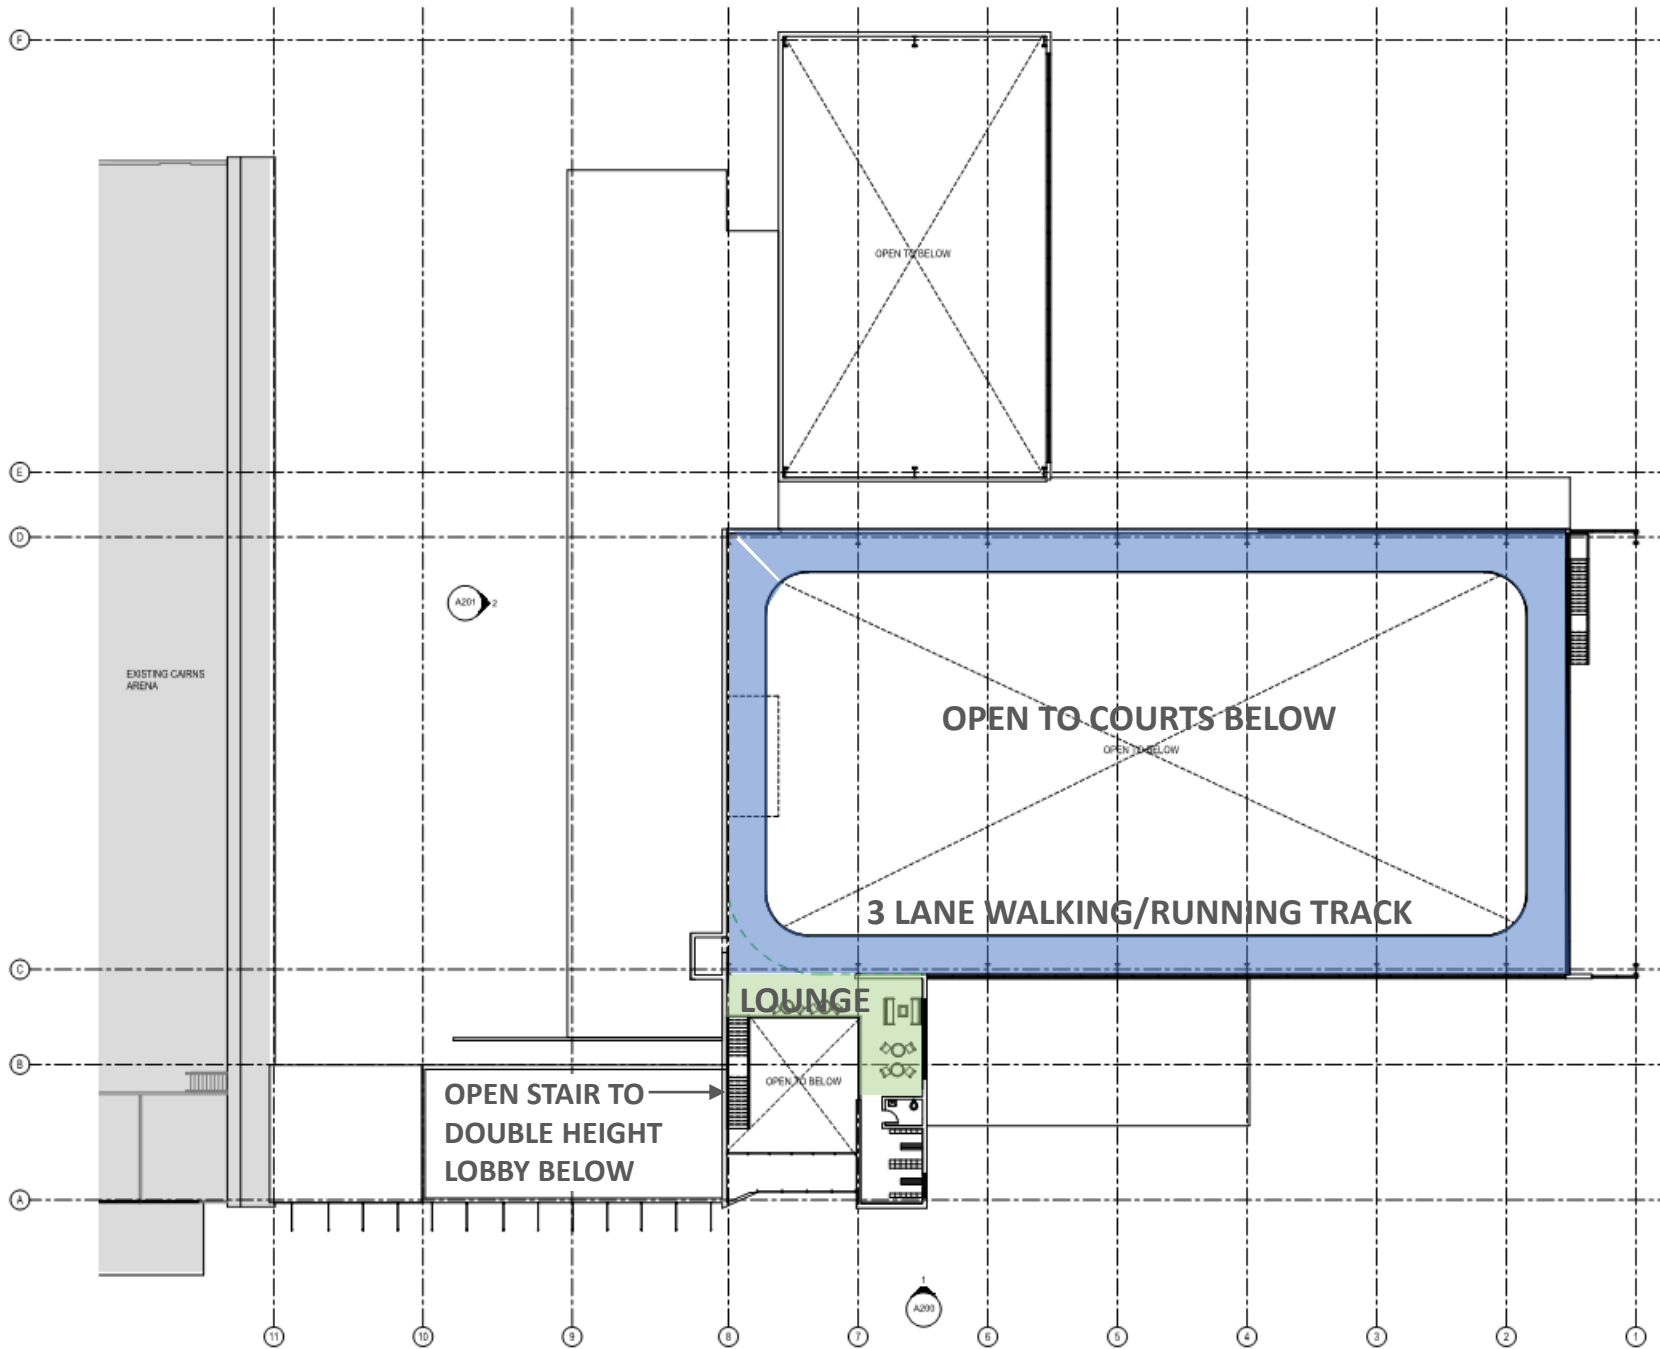 F
OPEN TO BELOW
E
D
A201
2
EXISTING CAIRNS
ARENA
OPEN TO COURTS BELOW
OPEN TO BELOW
3 LANE WALKING/RUNNING TRACK
C
LOUNGE
B
OPEN TO BELOW
OPEN STAIR TO
DOUBLE HEIGHT
LOBBY BELOW
A
1
A200
11 10 9 8 7 6 5 4 3 2 1